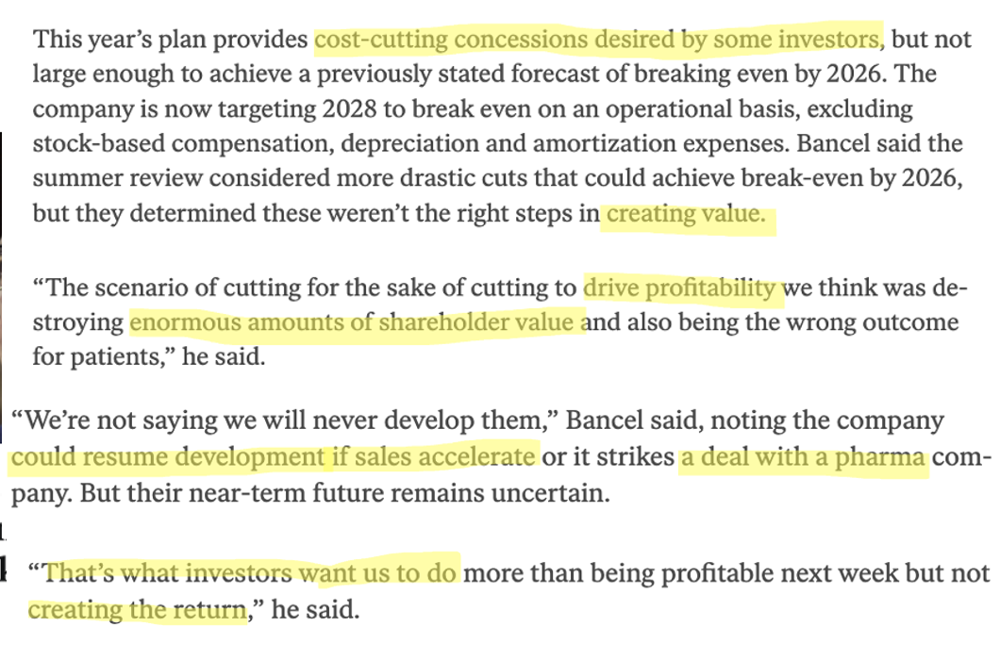 This year’s plan provides cost-cutting concessions desired by some investors, but not
large enough to achieve a previously stated forecast of breaking even by 2026. The
company is now targeting 2028 to break even on an operational basis, excluding
stock-based compensation, depreciation and amortization expenses. Bancel said the
summer review considered more drastic cuts that could achieve break-even by 2026,
but they determined these weren’t the right steps in creating value.
“The scenario of cutting for the sake of cutting to drive profitability we think was de-
stroying enormous amounts of shareholder value and also being the wrong outcome
for patients,” he said.
“We’re not saying we will never develop them,” Bancel said, noting the company
could resume development if sales accelerate or it strikes a deal with a pharma com-
pany. But their near-term future remains uncertain.
“That’s what investors want us to do more than being profitable next week but not
creating the return,” he said.